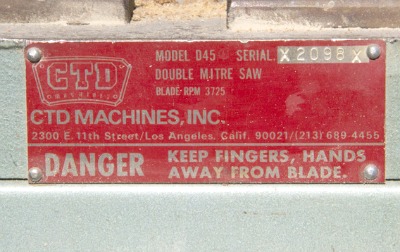 MODEL D45 SERIAL X2098X
CTD
DOUBLE MITRE SAW
BLADE-RPM 3725
CTD MACHINES, INC.
2300 E. 11th Street/Los Angeles. Calif. 90021/(213) 689-4455
DANGER KEEP FINGERS, HANDS
AWAY FROM BLADE.